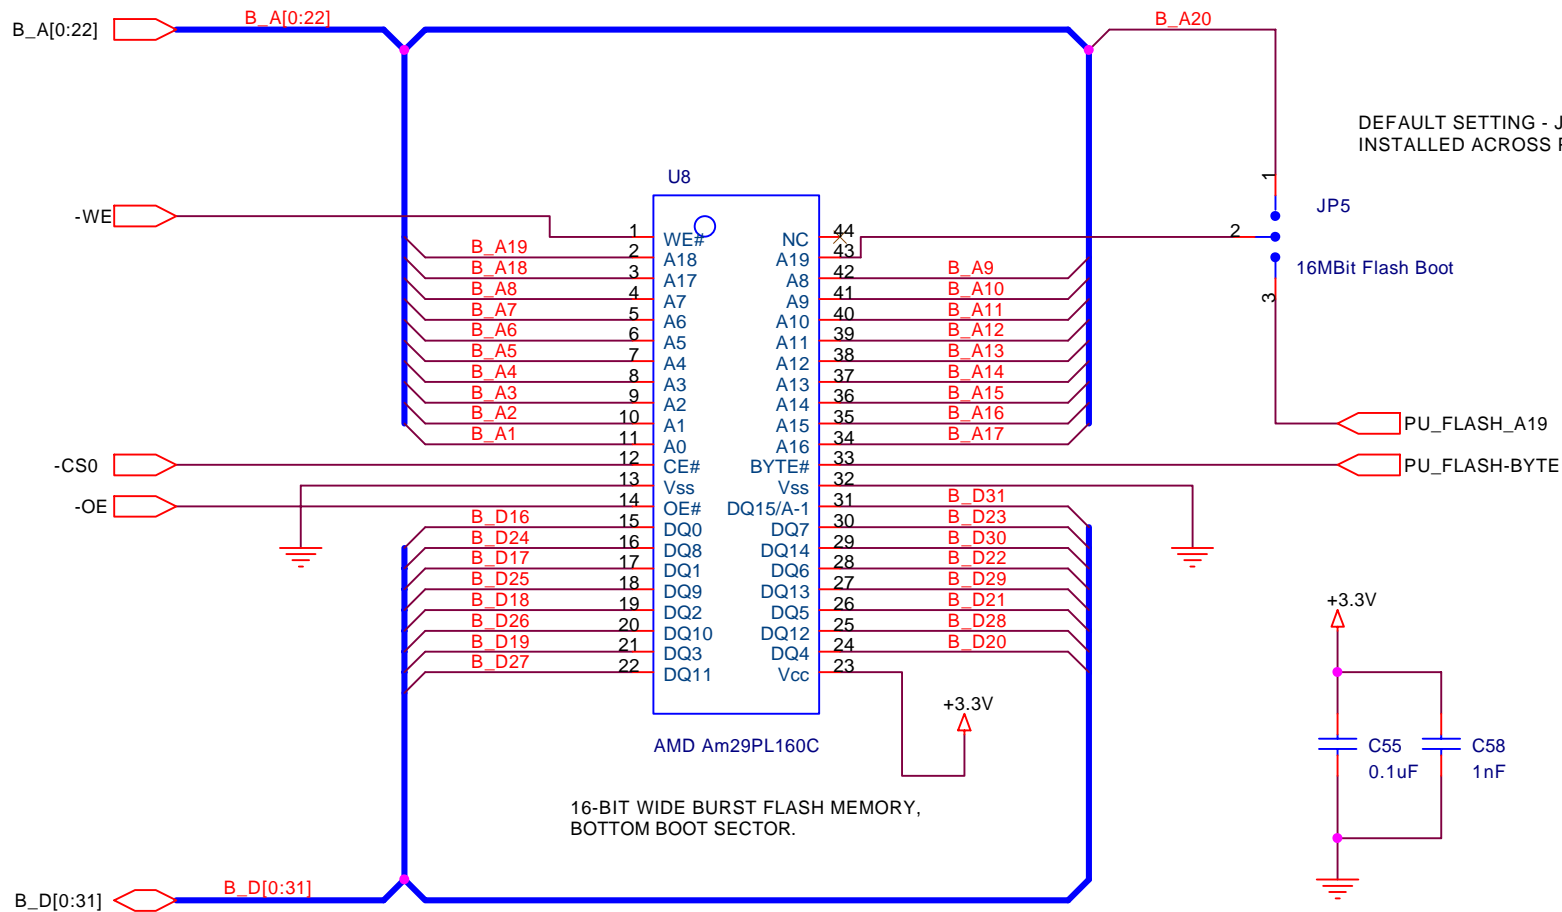 B_A[0:22]
B_A[0:22]
B_A20
DEFAULT SETTING - J
INSTALLED ACROSS
U8
1
JP5
-WE
2
16MBit Flash Boot
3
1 WE# NC 44
B_A19 2 A18 A19 43
B_A18 3 A17 A8 42 B_A9
B_A8 4 A7 A9 41 B_A10
B_A7 5 A6 A10 40 B_A11
B_A6 6 A5 A11 39 B_A12
B_A5 7 A4 A12 38 B_A13
B_A4 8 A3 A13 37 B_A14
B_A3 9 A2 A14 36 B_A15
B_A2 10 A1 A15 35 B_A16
B_A1 11 A0 A16 34 B_A17
PU_FLASH_A19
-CS0 12 CE# BYTE# 33 PU_FLASH-BYTE
13 Vss Vss 32
-OE 14 OE# DQ15/A-1 31 B_D31
B_D16 15 DQ0 DQ7 30 B_D23
B_D24 16 DQ8 DQ14 29 B_D30
B_D17 17 DQ1 DQ6 28 B_D22
B_D25 18 DQ9 DQ13 27 B_D29
B_D18 19 DQ2 DQ5 26 B_D21
B_D26 20 DQ10 DQ12 25 B_D28
B_D19 21 DQ3 DQ4 24 B_D20
B_D27 22 DQ11 Vcc 23
+3.3V
+3.3V
AMD Am29PL160C
C55
0.1uF
C58
1nF
16-BIT WIDE BURST FLASH MEMORY,
BOTTOM BOOT SECTOR.
B_D[0:31]
B_D[0:31]